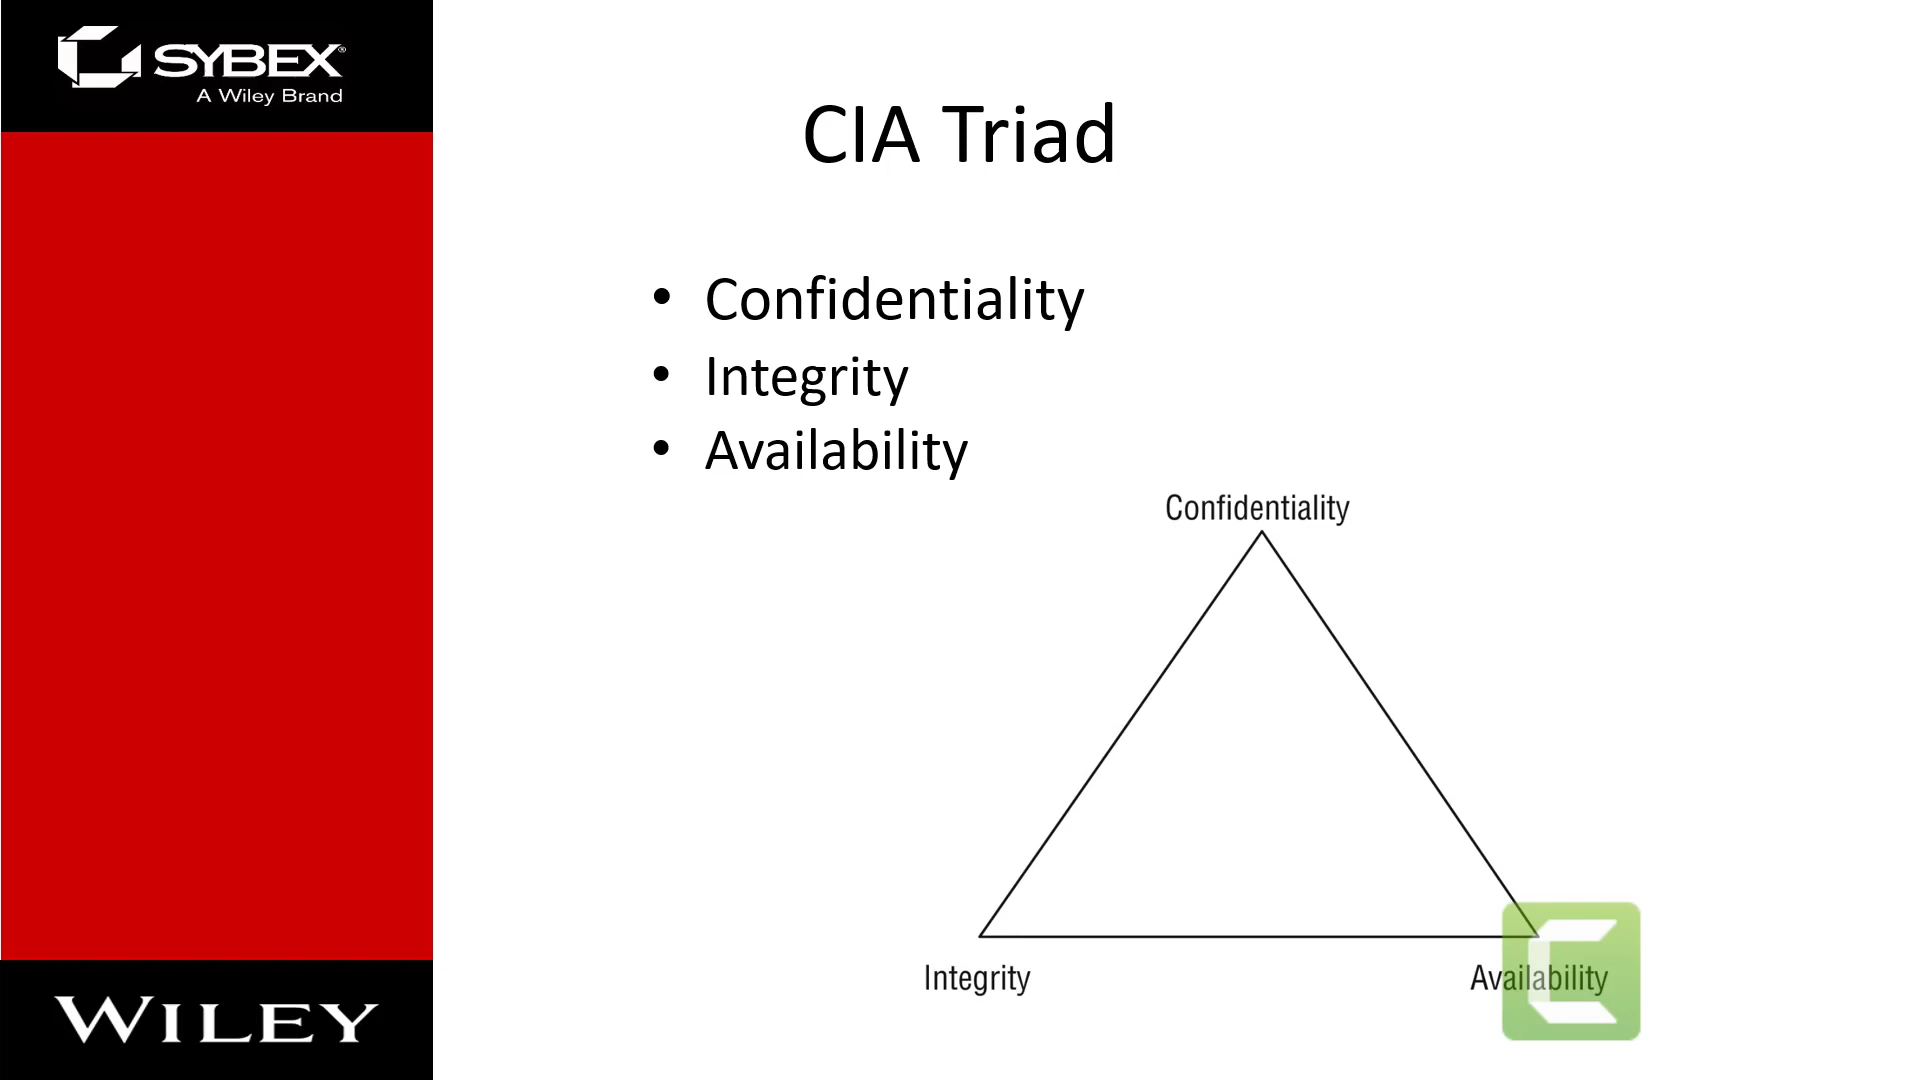 SYBEX®
A Wiley Brand
CIA Triad
• Confidentiality
• Integrity
• Availability
Confidentiality
Integrity
Availability
WILEY